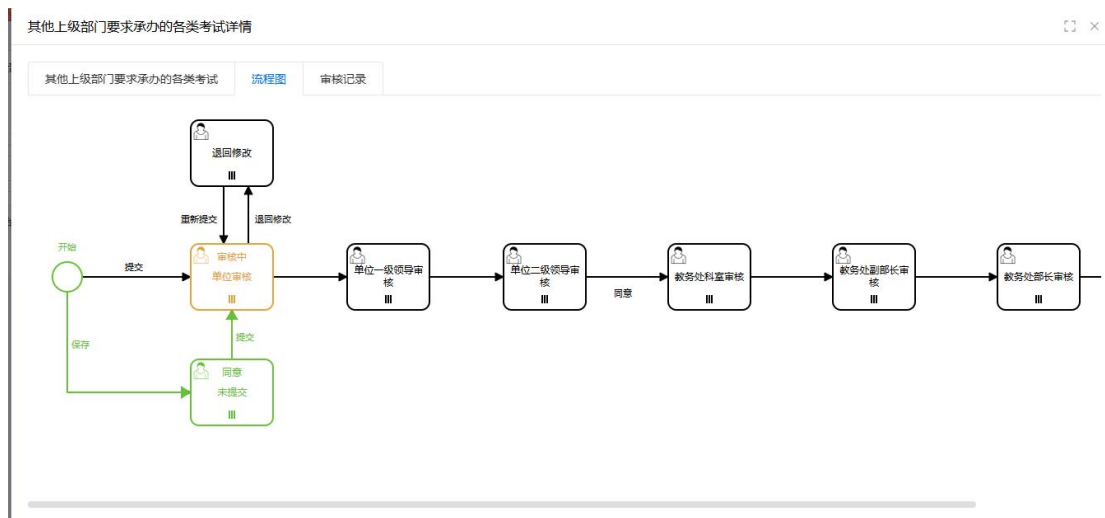 其他上级部门要求承办的各类考试详情
其他上级部门要求承办的各类考试
流程图
审核记录
退回修改
重新提交
退回修改
开始
提交
审核中
单位审核
单位一级领导审
核
单位二级领导审
核
同意
教务处科室审核
教务处副部长审
核
教务处部长审核
保存
提交
同意
未提交